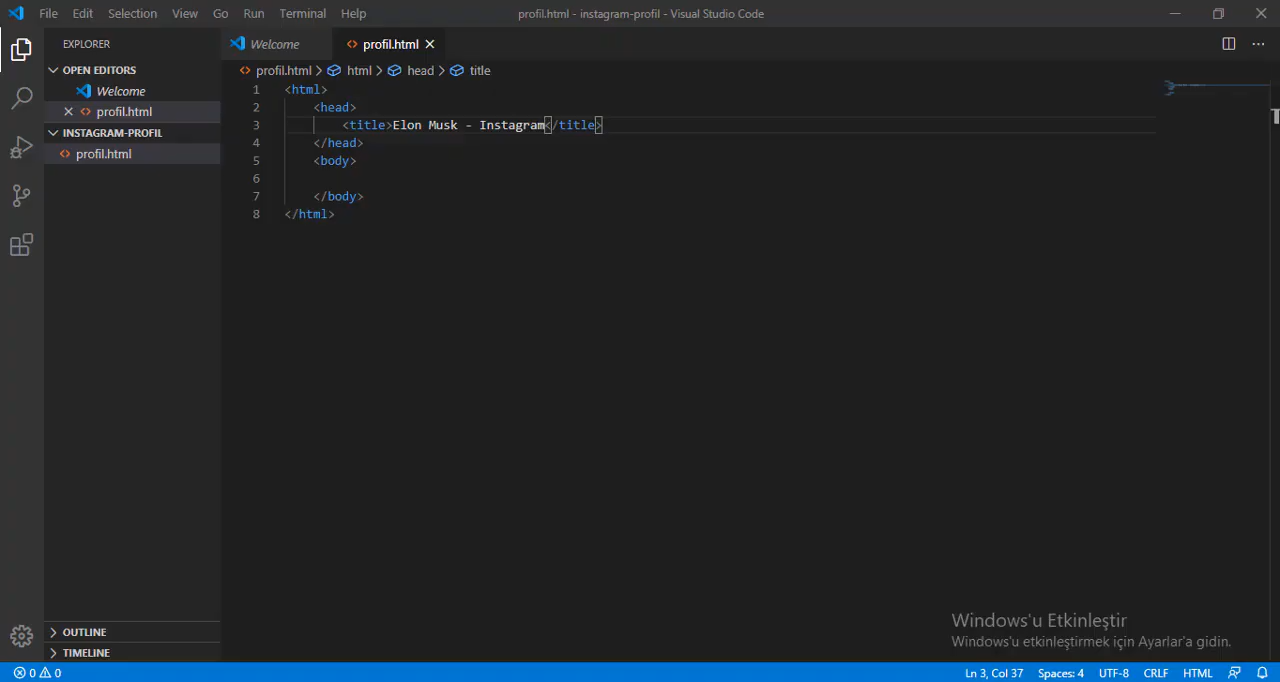 File Edit Selection View Go Run Terminal Help profil.html - instagram-profil - Visual Studio Code
EXPLORER
OPEN EDITORS
Welcome
profil.html
INSTAGRAM-PROFIL
profil.html
OUTLINE
TIMELINE
Welcome profil.html
profil.html > html > head > title
1 <html>
2 <head>
3 <title>Elon Musk - Instagram</title>
4 </head>
5 <body>
6
7 </body>
8 </html>
Windows'u Etkinleştir
Windows'u etkinleştirmek için Ayarlar'a gidin.
0 0 Ln 3, Col 37 Spaces: 4 UTF-8 CRLF HTML